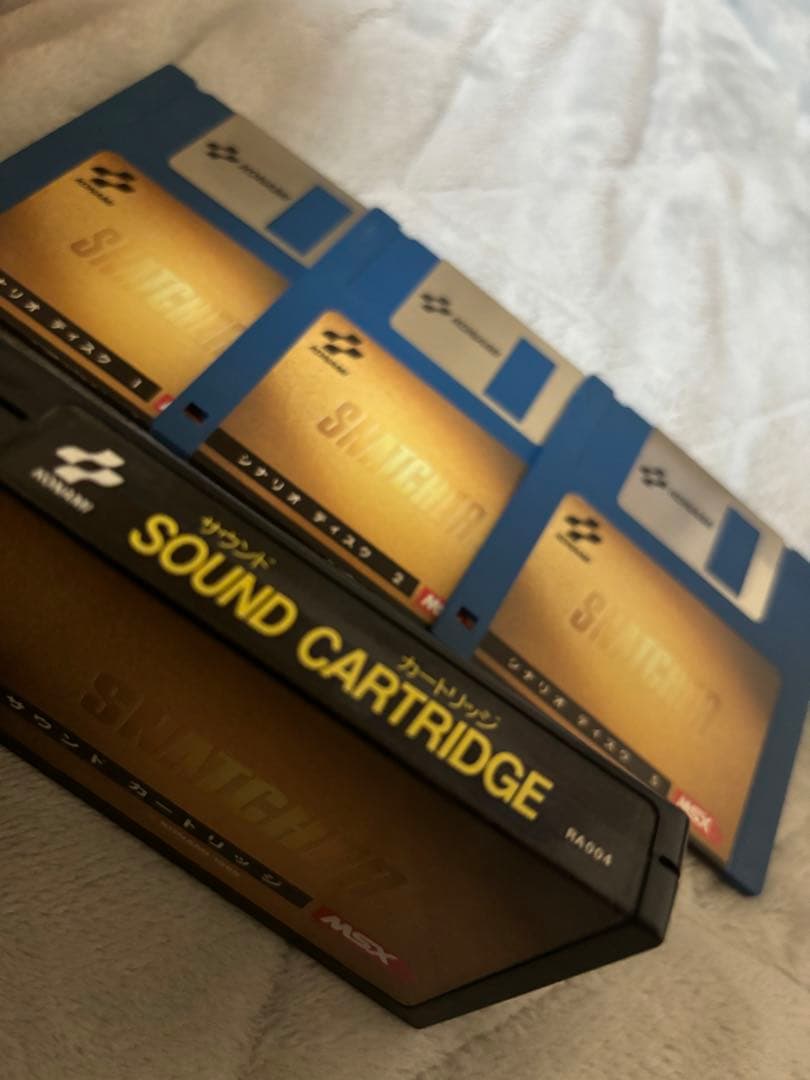 KONAMI
KONAMI
SNATCHER
シナリオ ディスク 1
KONAMI
KONAMI
SNATCHER
シナリオ ディスク 2
KONAMI
KONAMI
SNATCHER
シナリオ ディスク
MSX
KONAMI
サウンド カートリッジ
SOUND CARTRIDGE
RA004
SNATCHER
サウンド カートリッジ
MSX